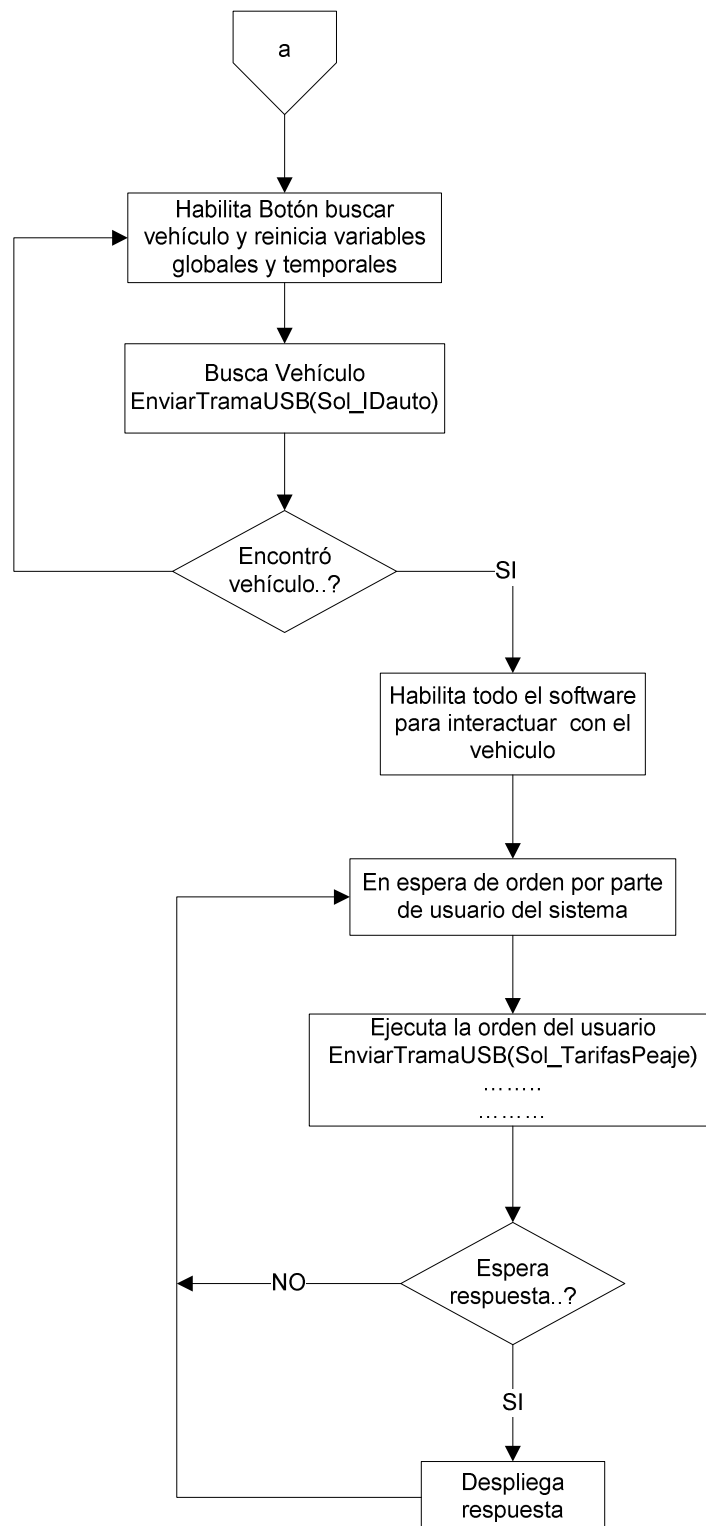 a
Habilita Botón buscar
vehículo y reinicia variables
globales y temporales
Busca Vehículo
EnviarTramaUSB(Sol_IDauto)
Encontró
vehículo..?
SI
Habilita todo el software
para interactuar  con el
vehiculo
En espera de orden por parte
de usuario del sistema
Ejecuta la orden del usuario
EnviarTramaUSB(Sol_TarifasPeaje)
……..
………
Espera
respuesta..?
NO
SI
Despliega
respuesta